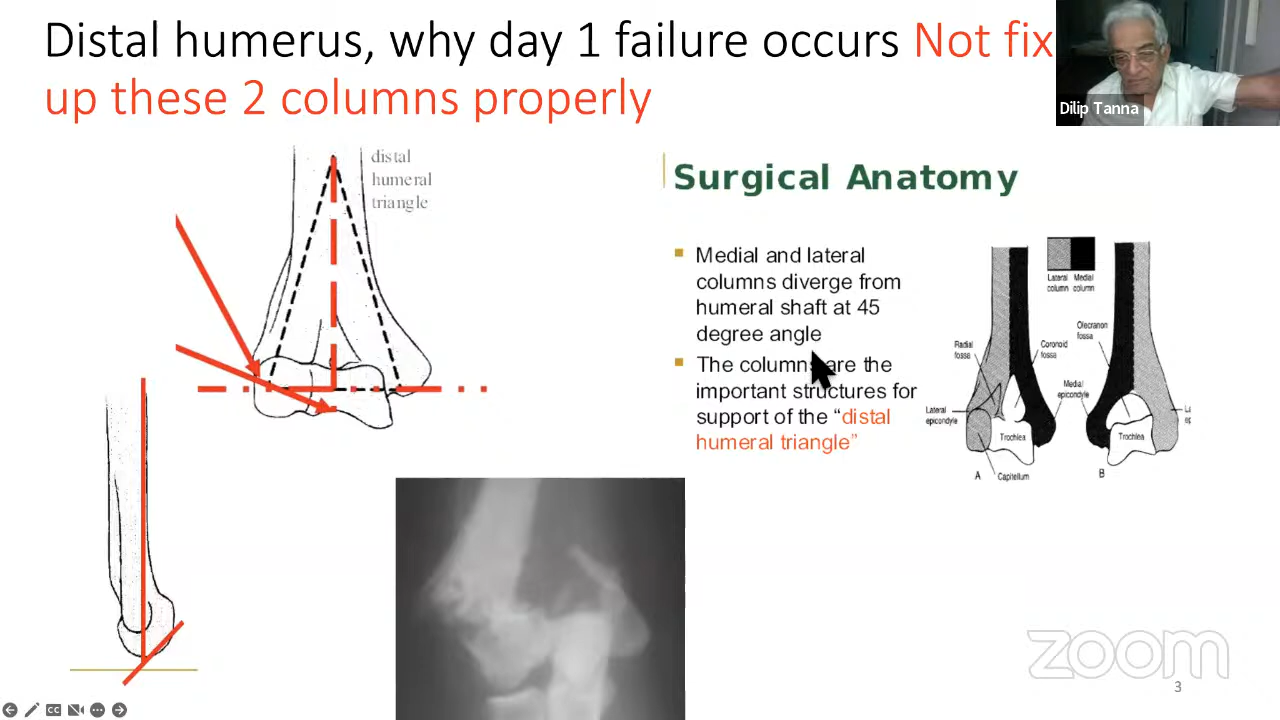 Distal humerus, why day 1 failure occurs Not fix
up these 2 columns properly
Dilip Tanna
distal
humeral
triangle
Surgical Anatomy
Medial and lateral
columns diverge from
humeral shaft at 45
degree angle
The columns are the
important structures for
support of the “distal
humeral triangle”
Lateral column
Medial column
Olecranon fossa
Radial fossa
Coronoid fossa
Medial epicondyle
Lateral epicondyle
Trochlea
Trochlea
A
Capitellum
B
zoom
3
CC